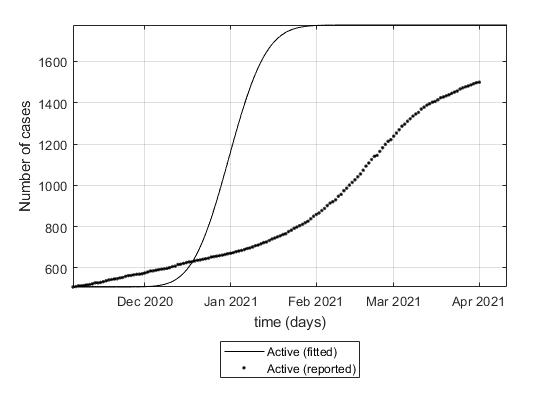 Number of cases
1600
1400
1200
1000
800
600
Dec 2020 Jan 2021 Feb 2021 Mar 2021 Apr 2021
time (days)
Active (fitted)
Active (reported)